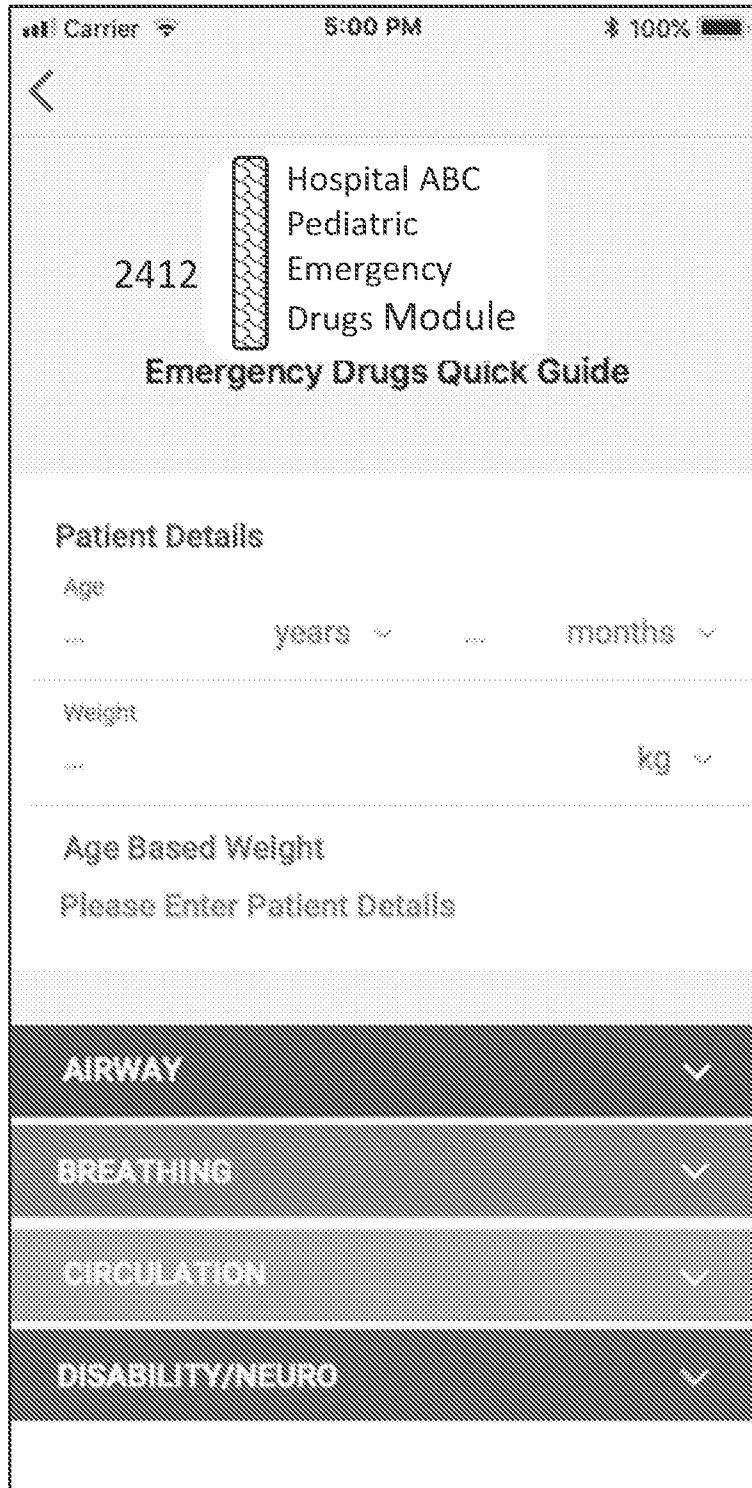 Carrier 5:00 PM 100%
Hospital ABC
Pediatric
2412 Emergency
Drugs Module
Emergency Drugs Quick Guide
Patient Details
Age
... years ... months
Weight
... kg
Age Based Weight
Please Enter Patient Details
AIRWAY
BREATHING
CIRCULATION
DISABILITY/NEURO